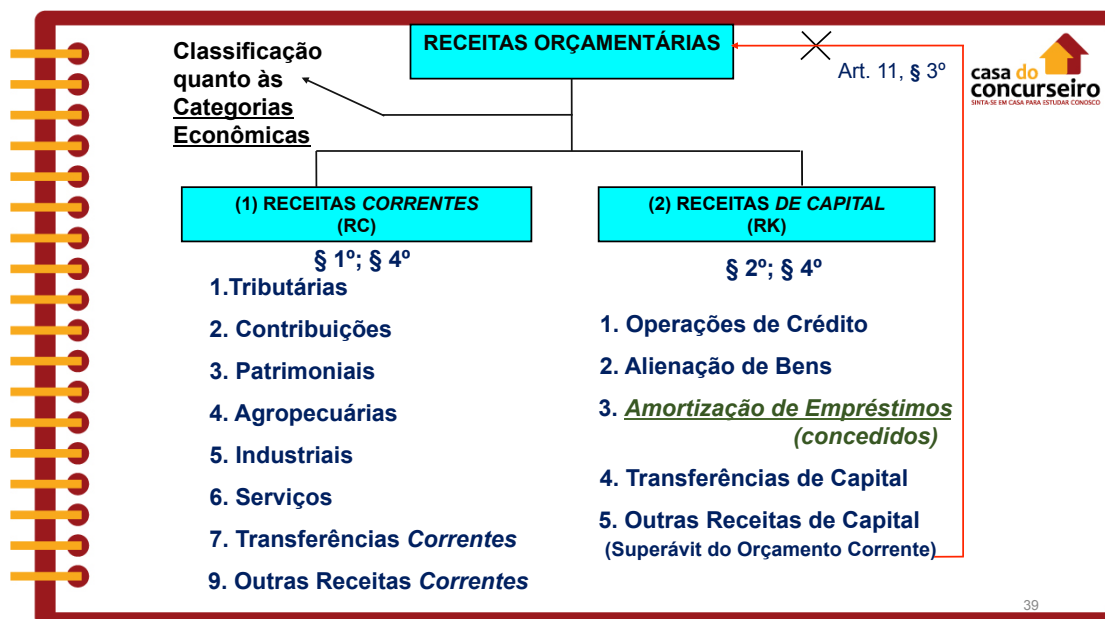 RECEITAS ORÇAMENTÁRIAS
Classificação
quanto às
Categorias
Econômicas
Art. 11, § 3º
casa do
concurseiro
SINTA-SE EM CASA PARA ESTUDAR CONOSCO
(1) RECEITAS CORRENTES
(RC)
§ 1º; § 4º
1.Tributárias
2. Contribuições
3. Patrimoniais
4. Agropecuárias
5. Industriais
6. Serviços
7. Transferências Correntes
9. Outras Receitas Correntes
(2) RECEITAS DE CAPITAL
(RK)
§ 2º; § 4º
1. Operações de Crédito
2. Alienação de Bens
3. Amortização de Empréstimos
(concedidos)
4. Transferências de Capital
5. Outras Receitas de Capital
(Superávit do Orçamento Corrente)
39